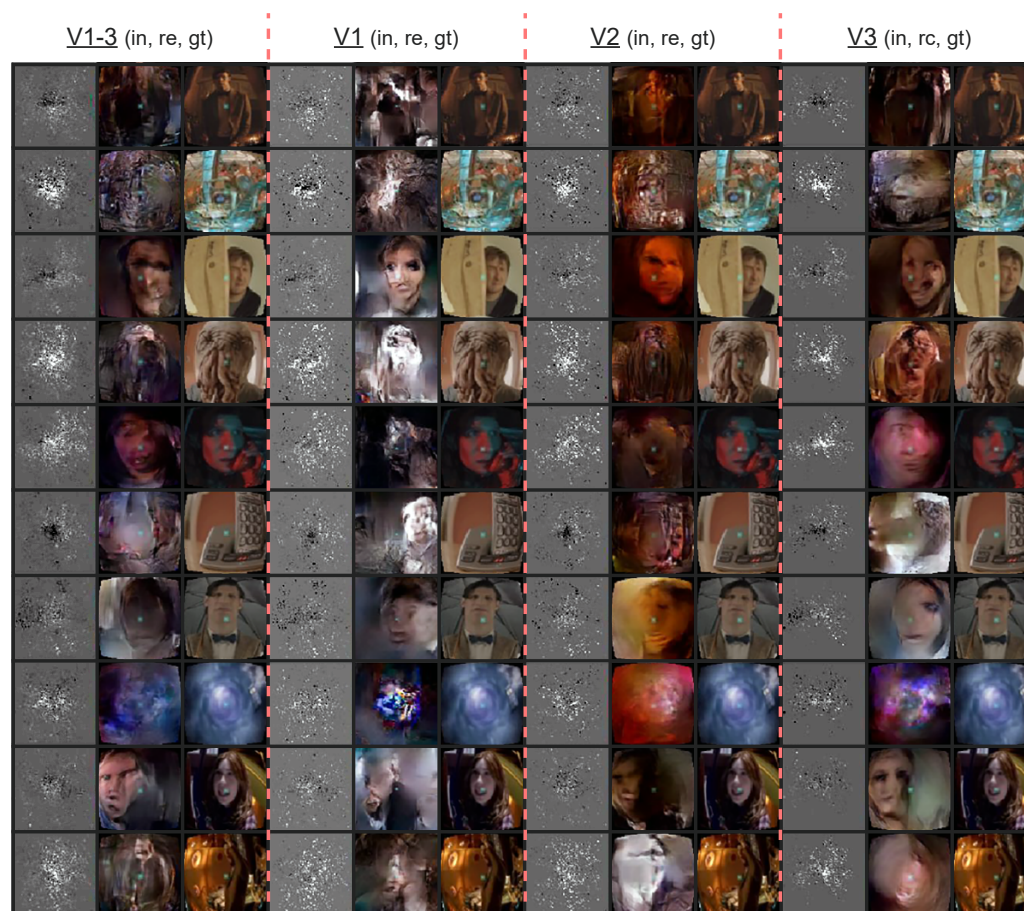 V1-3 (in, re, gt) V1 (in, re, gt) V2 (in, re, gt) V3 (in, rc, gt)